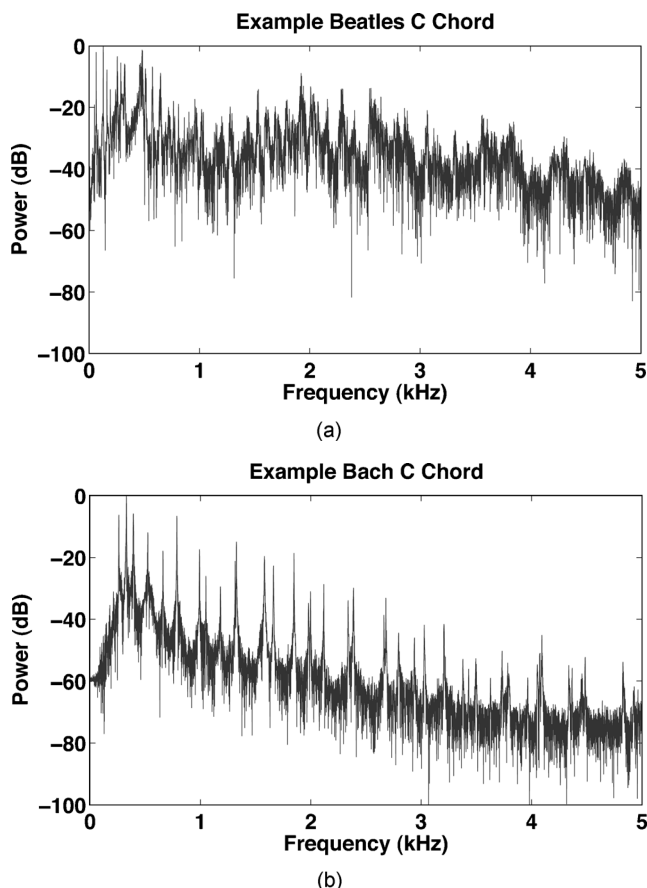 Example Beatles C Chord
0
−20
−40
−60
−80
−100
Power (dB)
0 1 2 3 4 5
Frequency (kHz)
(a)
Example Bach C Chord
0
−20
−40
−60
−80
−100
Power (dB)
0 1 2 3 4 5
Frequency (kHz)
(b)